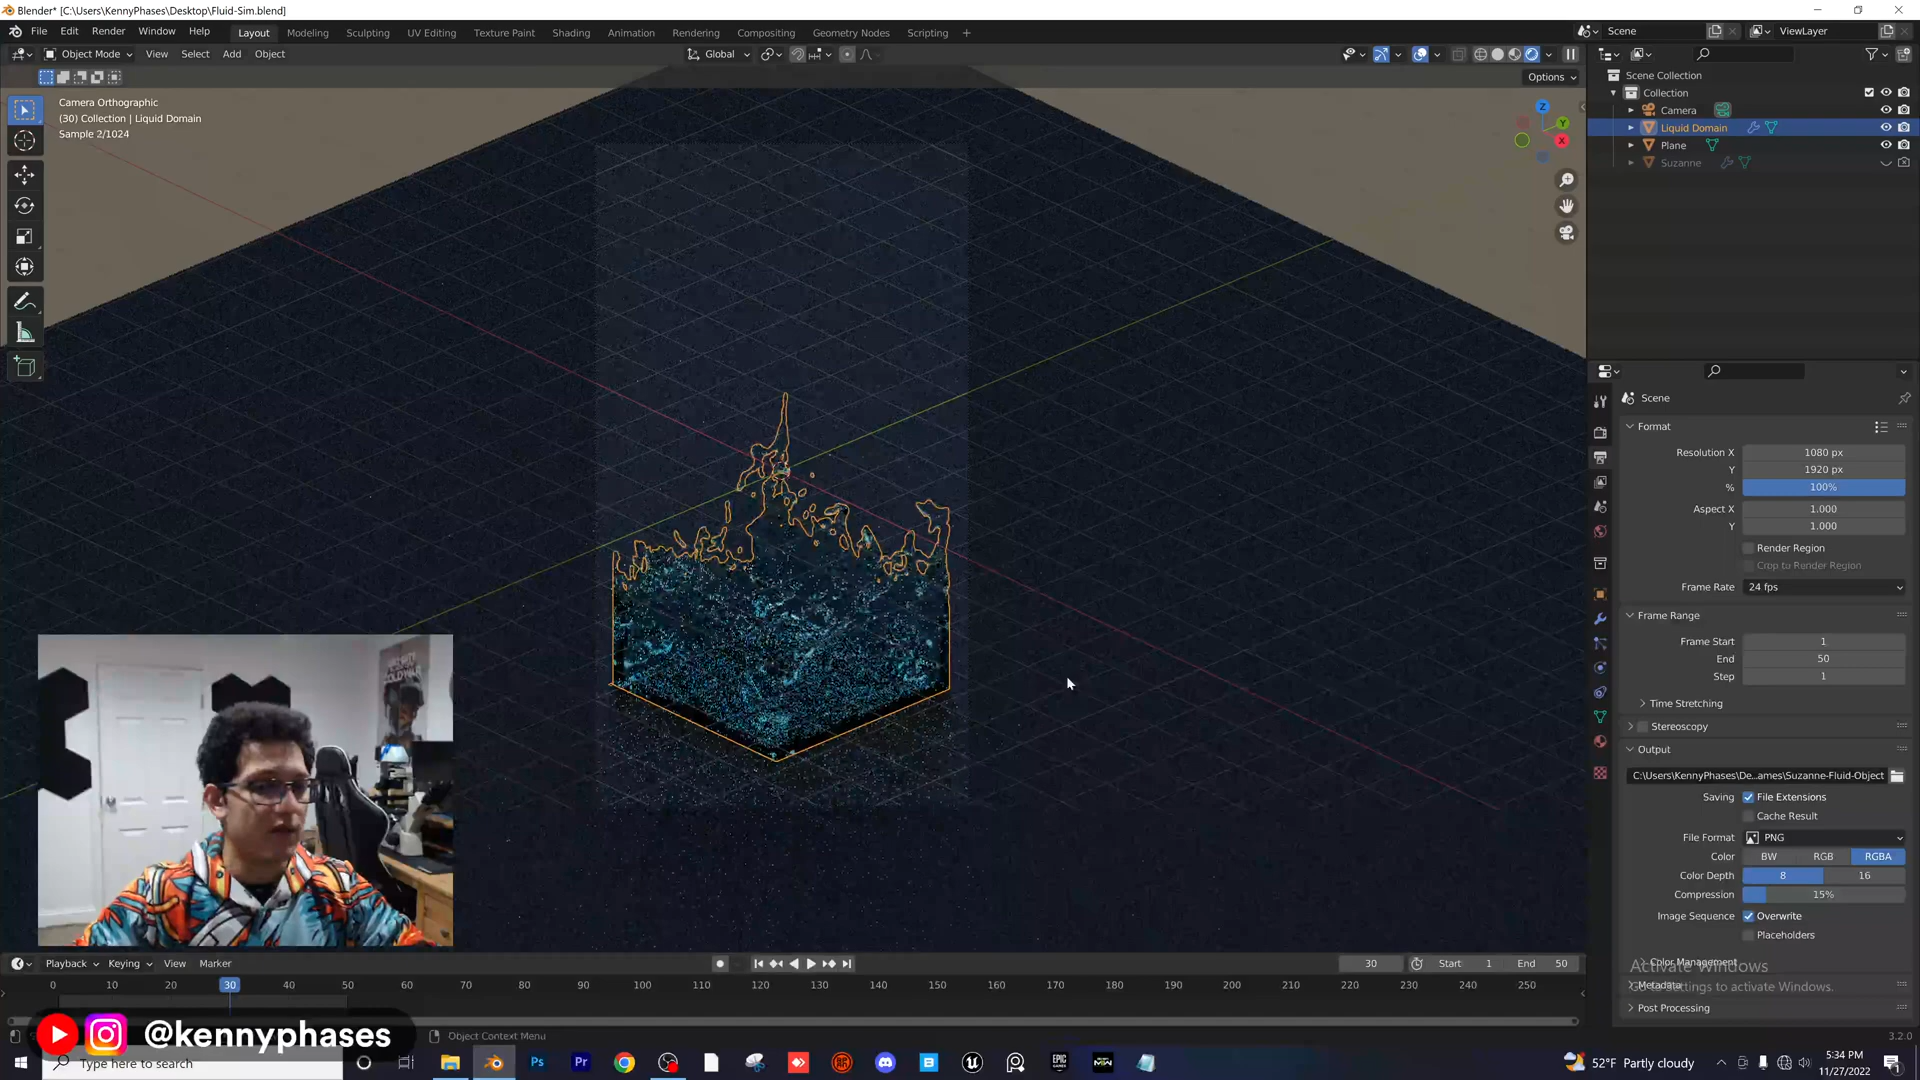 Blender* [C:\Users\KennyPhases\Desktop\Fluid-Sim.blend]
File Edit Render Window Help Layout Modeling Sculpting UV Editing Texture Paint Shading Animation Rendering Compositing Geometry Nodes Scripting + Scene ViewLayer
Object Mode View Select Add Object Global
Options
Camera Orthographic
(30) Collection | Liquid Domain
Sample 2/1024
Z
Y
X
Scene Collection
Collection
Camera
Liquid Domain
Plane
Suzanne
Scene
Format
Resolution X 1080 px
Y 1920 px
% 100%
Aspect X 1.000
Y 1.000
Render Region
Crop to Render Region
Frame Rate 24 fps
Frame Range
Frame Start 1
End 50
Step 1
Time Stretching
Stereoscopy
Output
C:\Users\KennyPhases\De...ames\Suzanne-Fluid-Object
Saving File Extensions
Cache Result
File Format PNG
Color BW RGB RGBA
Color Depth 8 16
Compression 15%
Image Sequence Overwrite
Placeholders
Color Management
Activate Windows
Metadata
Go to Settings to activate Windows.
Post Processing
COLD WAR
Playback Keying View Marker 30 Start 1 End 50
0 10 20 30 40 50 60 70 80 90 100 110 120 130 140 150 160 170 180 190 200 210 220 230 240 250
@kennyphases
Object Context Menu
3.2.0
Type here to search
Ps
Pr
EPIC GAMES
52°F Partly cloudy
5:34 PM
11/27/2022
1